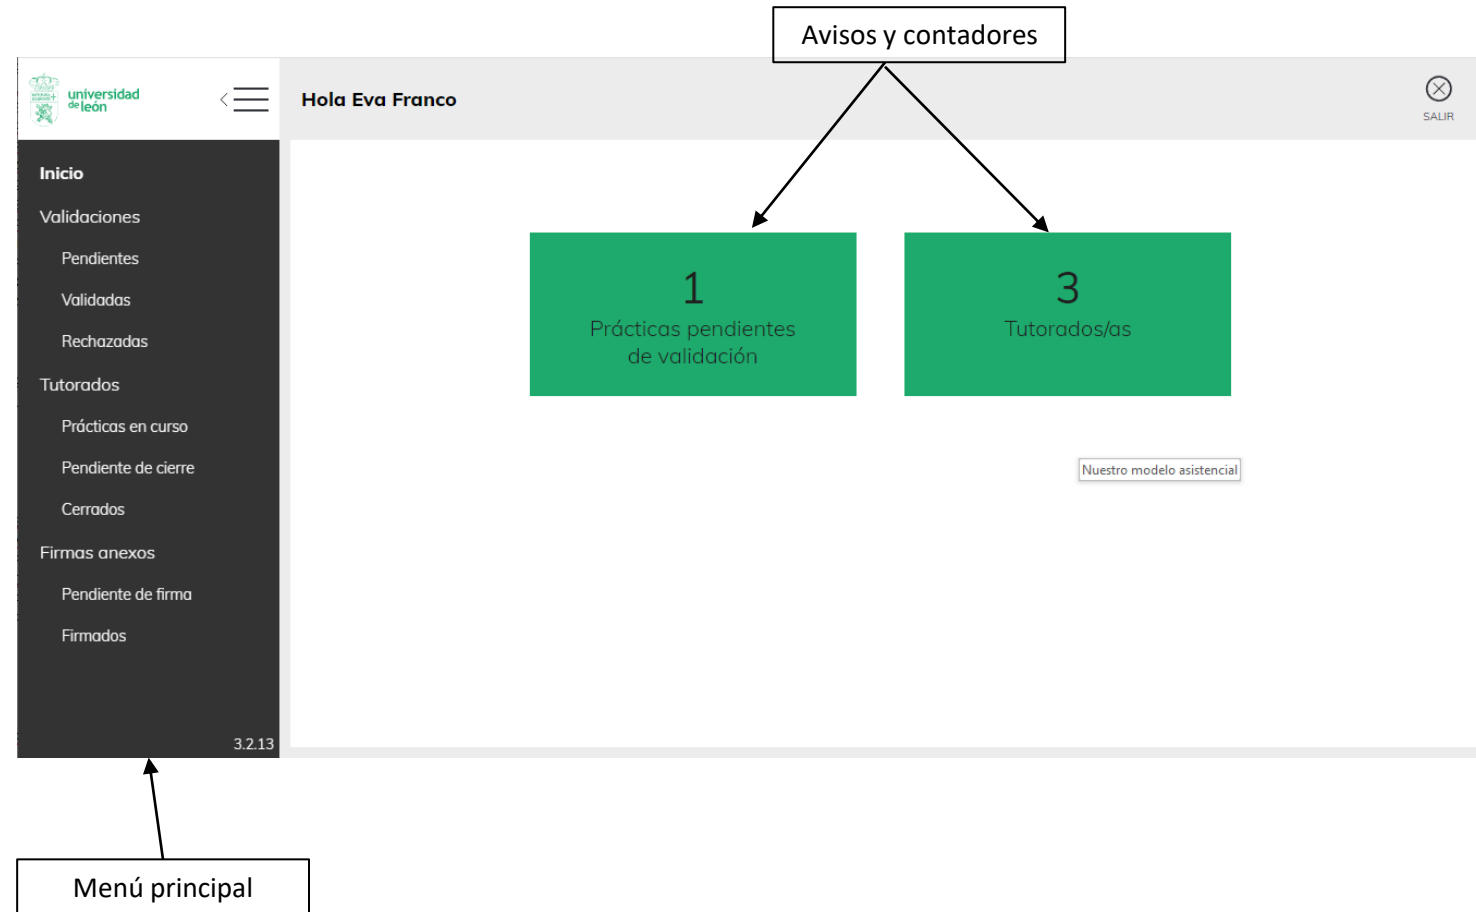 Avisos y contadores
universidad
de león
Hola Eva Franco
SALIR
Inicio
Validaciones
Pendientes
Validadas
Rechazadas
Tutorados
Prácticas en curso
Pendiente de cierre
Cerrados
Firmas anexos
Pendiente de firma
Firmados
3.2.13
1
Prácticas pendientes
de validación
3
Tutorados/as
Nuestro modelo asistencial
Menú principal